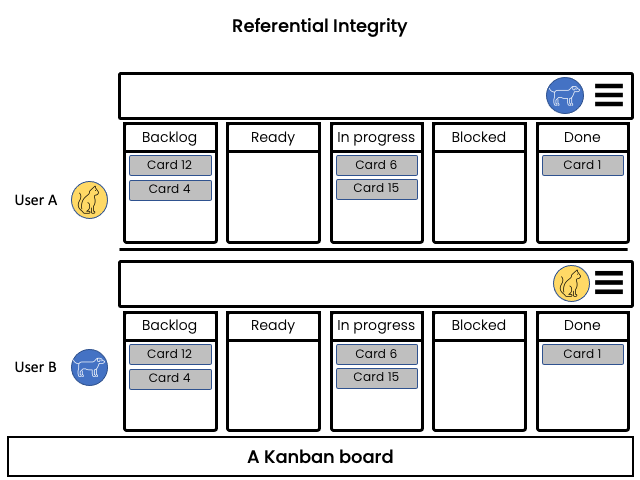 Referential Integrity
Backlog Ready In progress Blocked Done
Card 12 Card 6 Card 1
Card 4 Card 15
User A
Backlog Ready In progress Blocked Done
Card 12 Card 6 Card 1
Card 4 Card 15
User B
A Kanban board